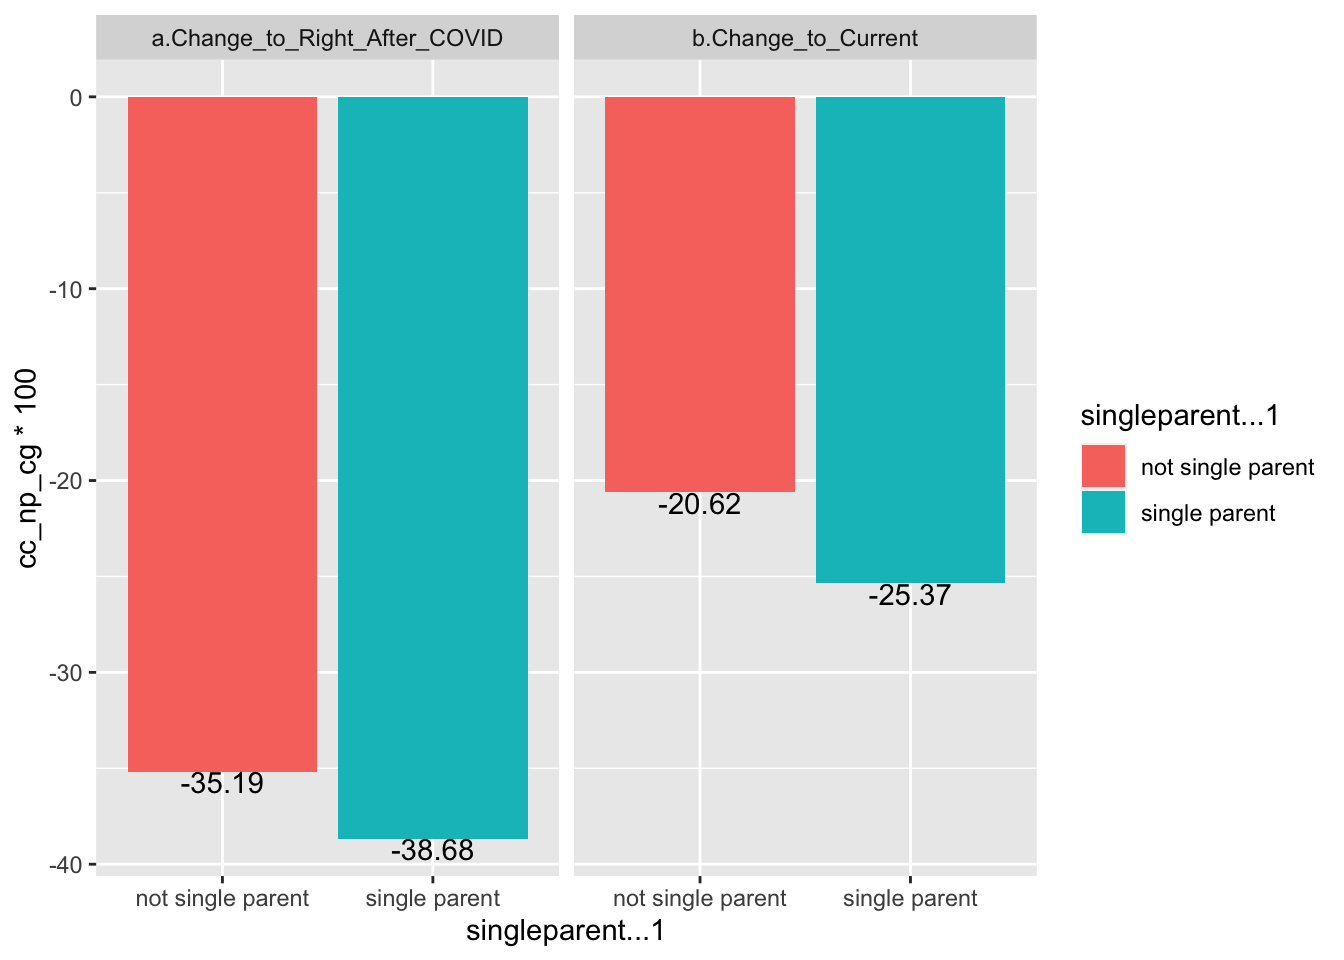 a.Change_to_Right_After_COVID
b.Change_to_Current
0
-10
-20
-30
-40
cc_np_cg * 100
-35.19
-38.68
-20.62
-25.37
not single parent
single parent
not single parent
single parent
singleparent...1
singleparent...1
not single parent
single parent